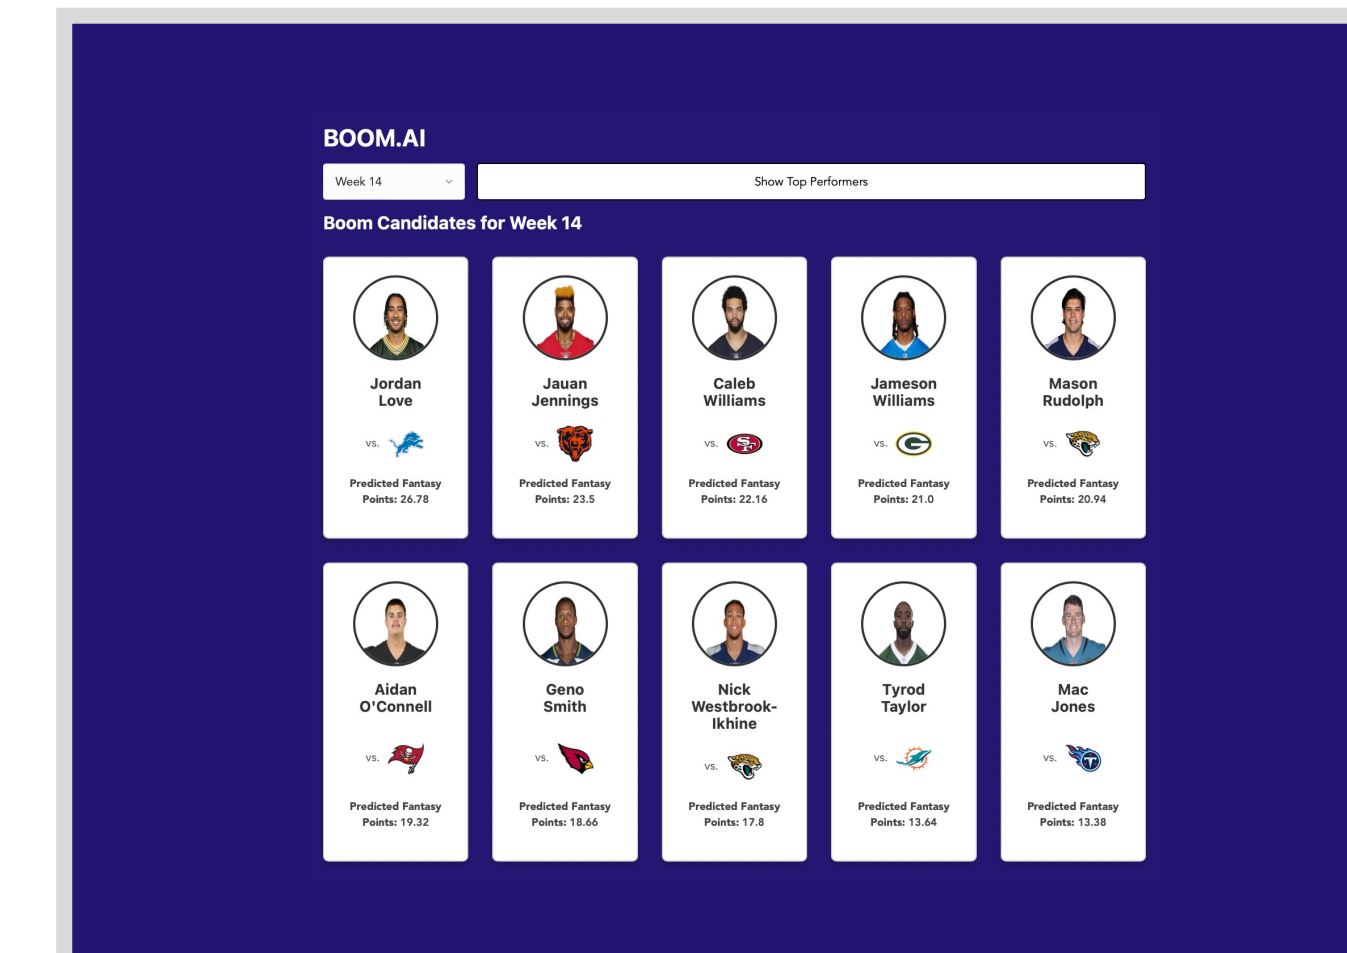 BOOM.AI
Week 14
Show Top Performers
Boom Candidates for Week 14
Jordan
Love
vs.
Predicted Fantasy
Points: 26.78
Jauan
Jennings
vs.
Predicted Fantasy
Points: 23.5
Caleb
Williams
vs.
Predicted Fantasy
Points: 22.16
Jameson
Williams
vs.
Predicted Fantasy
Points: 21.0
Mason
Rudolph
vs.
Predicted Fantasy
Points: 20.94
Aidan
O'Connell
vs.
Predicted Fantasy
Points: 19.32
Geno
Smith
vs.
Predicted Fantasy
Points: 18.66
Nick
Westbrook-
Ikhine
vs.
Predicted Fantasy
Points: 17.8
Tyrod
Taylor
vs.
Predicted Fantasy
Points: 13.64
Mac
Jones
vs.
Predicted Fantasy
Points: 13.38